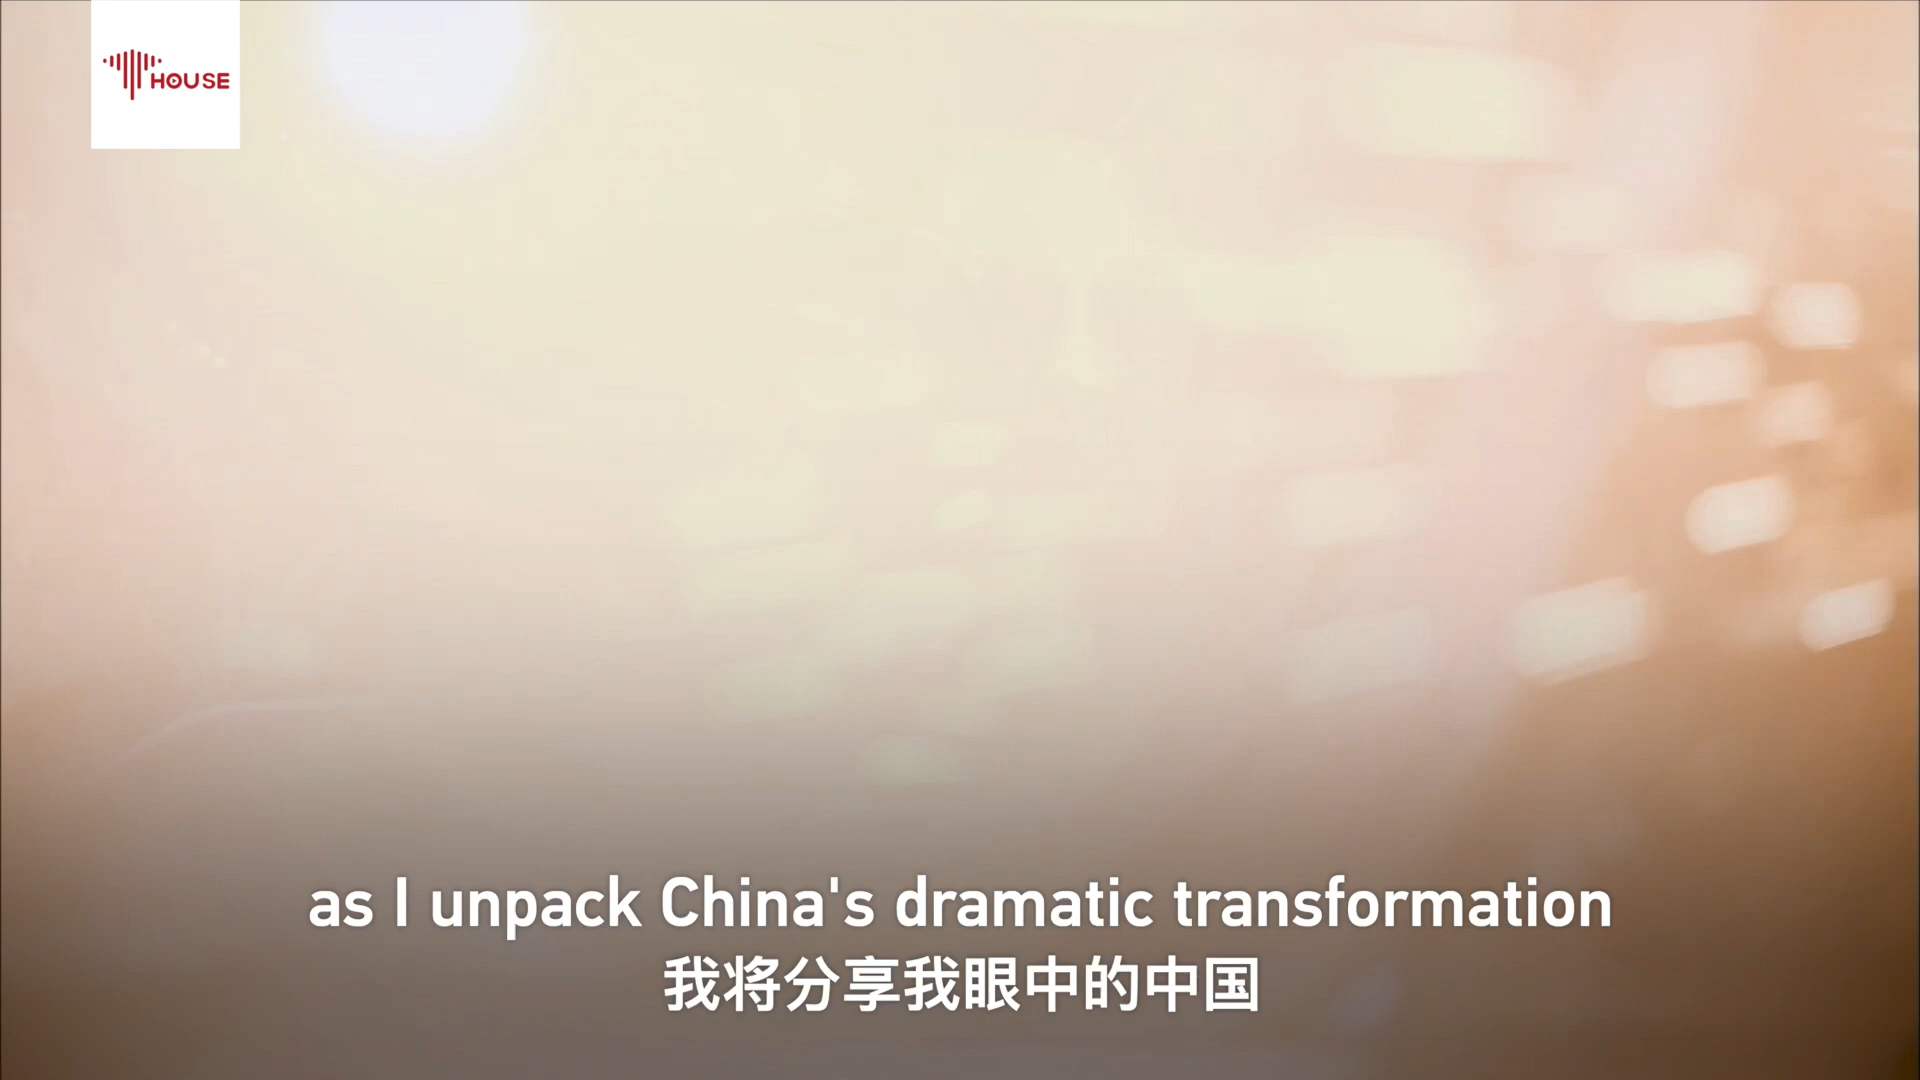 HOUSE
as I unpack China's dramatic transformation
我将分享我眼中的中国